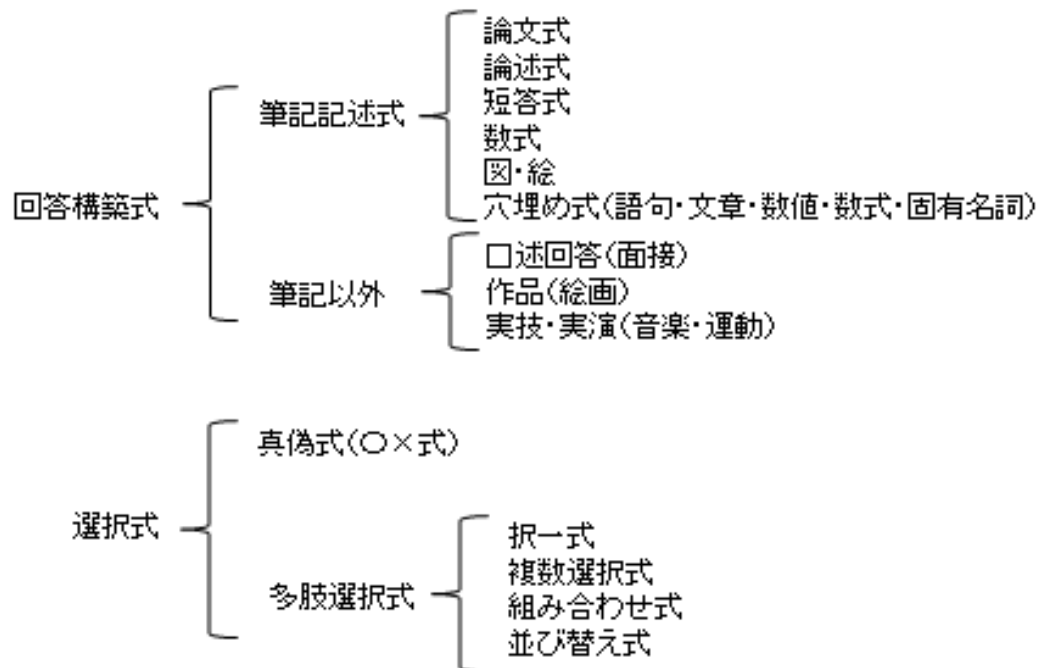 論文式
論述式
筆記記述式
短答式
数式
図・絵
回答構築式
穴埋め式(語句・文章・数値・数式・固有名詞)
口述回答(面接)
筆記以外
作品(絵画)
実技・実演(音楽・運動)
真偽式(〇×式)
選択式
択一式
複数選択式
多肢選択式
組み合わせ式
並び替え式